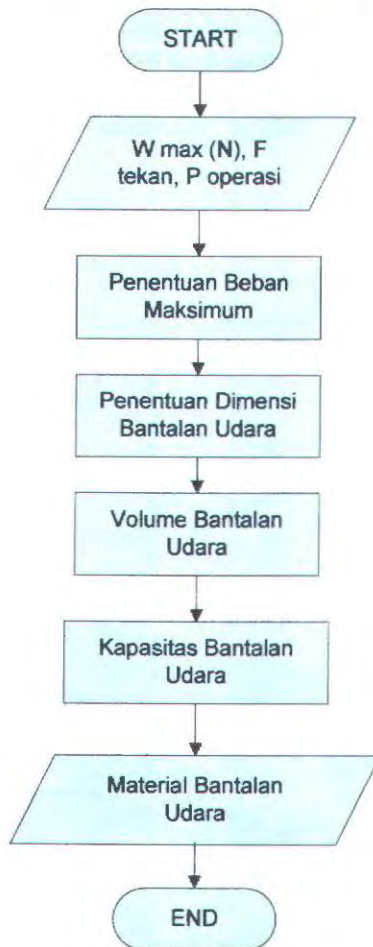 START
W max (N), F
tekan, P operasi
Penentuan Beban
Maksimum
Penentuan Dimensi
Bantalan Udara
Volume Bantalan
Udara
Kapasitas Bantalan
Udara
Material Bantalan
Udara
END